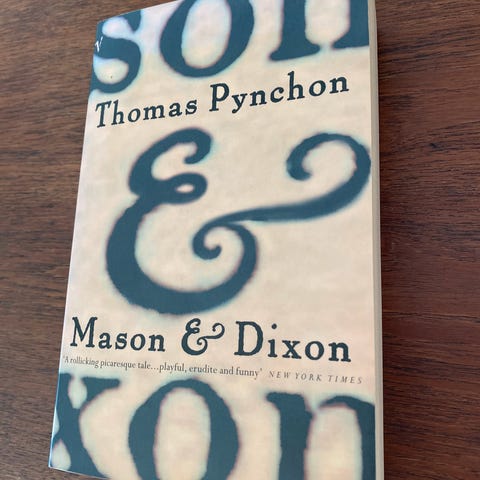 son
Thomas Pynchon
&
Mason & Dixon
'A rollicking picaresque tale...playful, erudite and funny' NEW YORK TIMES
xon